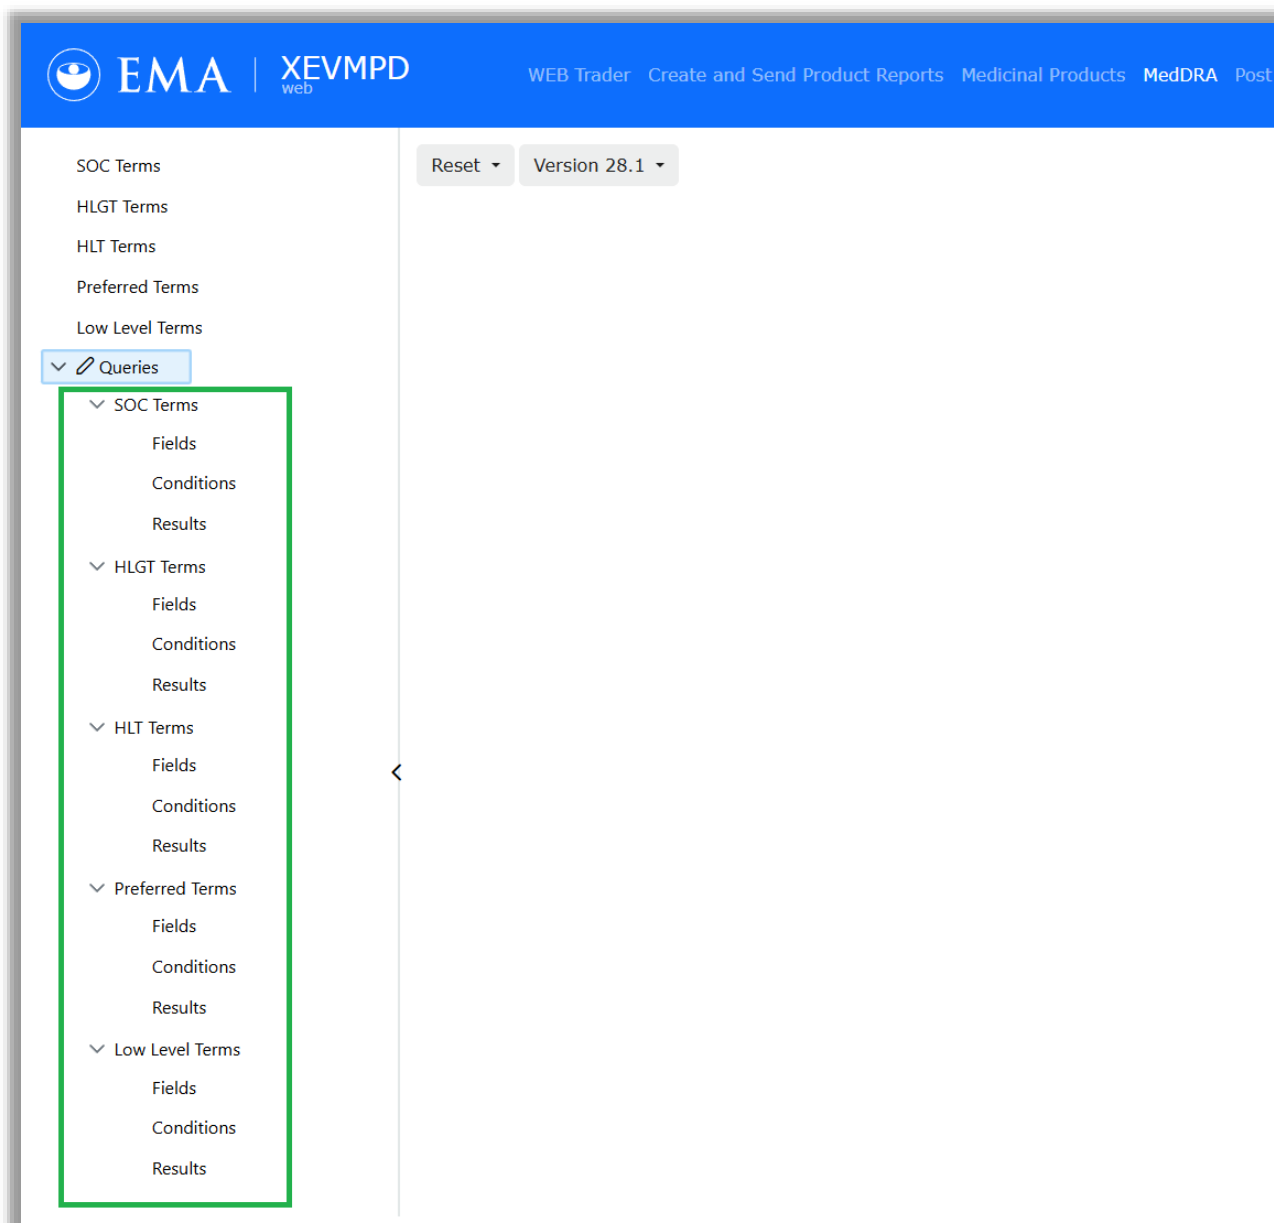 EMA | XEVMPD
web
WEB Trader Create and Send Product Reports Medicinal Products MedDRA Post
SOC Terms
HLGT Terms
HLT Terms
Preferred Terms
Low Level Terms
Queries
SOC Terms
Fields
Conditions
Results
HLGT Terms
Fields
Conditions
Results
HLT Terms
Fields
Conditions
Results
Preferred Terms
Fields
Conditions
Results
Low Level Terms
Fields
Conditions
Results
Reset Version 28.1